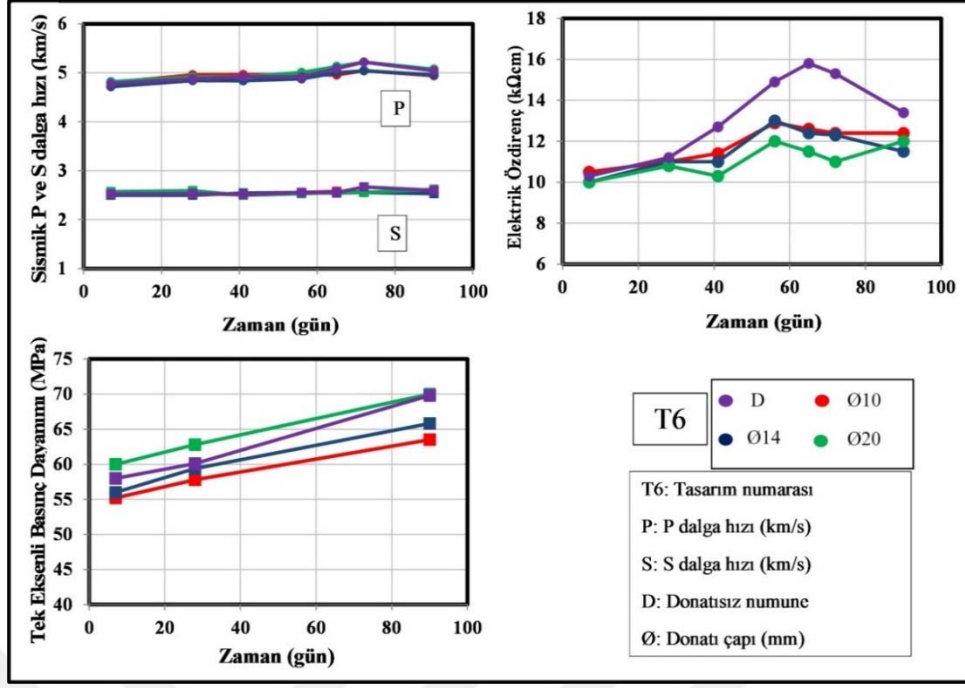 Sismik P ve S dalga hızı (km/s)
6
5
4
3
2
1
P
S
0 20 40 60 80 100
Zaman (gün)
Elektrik Özdirenç (kΩcm)
18
16
14
12
10
8
6
0 20 40 60 80 100
Zaman (gün)
Tek Eksenli Basınç Dayanımı (MPa)
75
70
65
60
55
50
45
40
0 20 40 60 80 100
Zaman (gün)
T6
D Ø10
Ø14 Ø20
T6: Tasarım numarası
P: P dalga hızı (km/s)
S: S dalga hızı (km/s)
D: Donatısız numune
Ø: Donatı çapı (mm)